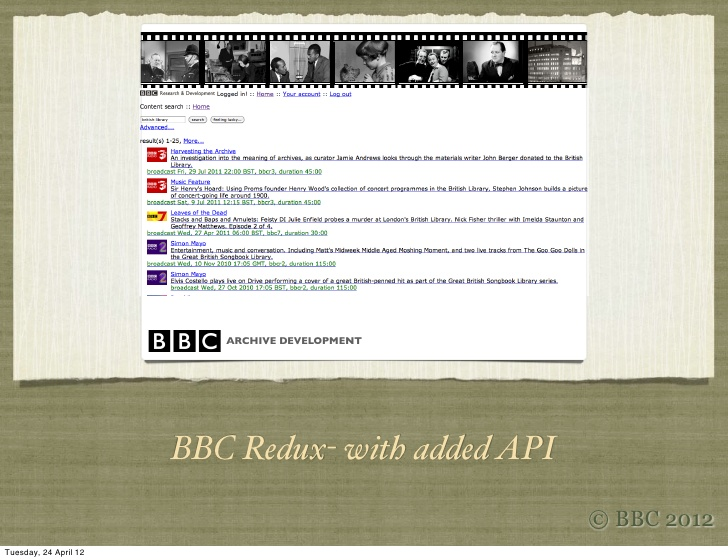 BBC Research & Development Logged in! :: Home :: Your account :: Log out
Content search :: Home
british library search feeling lucky...
Advanced...
result(s) 1-25, More...
Harvesting the Archive
An investigation into the meaning of archives, as curator Jamie Andrews looks through the materials writer John Berger donated to the British
Library.
broadcast Fri, 29 Jul 2011 22:00 BST, bbcr3, duration 45:00
Music Feature
Sir Henry's Hoard: Using Proms founder Henry Wood's collection of concert programmes in the British Library, Stephen Johnson builds a picture
of concert-going life around 1900.
broadcast Sat, 9 Jul 2011 12:15 BST, bbcr3, duration 45:00
Leaves of the Dead
Stacks and Baps and Amulets: Feisty DI Julie Enfield probes a murder at London's British Library. Nick Fisher thriller with Imelda Staunton and
Geoffrey Matthews. Episode 2 of 4.
broadcast Wed, 27 Apr 2011 06:00 BST, bbc7, duration 30:00
Simon Mayo
Entertainment, music and conversation. Including Matt's Midweek Middle Aged Moshing Moment, and two live tracks from The Goo Goo Dolls in
the Great British Songbook Library.
broadcast Wed, 10 Nov 2010 17:05 GMT, bbcr2, duration 115:00
Simon Mayo
Elvis Costello plays live on Drive performing a cover of a great British-penned hit as part of the Great British Songbook Library series.
broadcast Wed, 27 Oct 2010 17:05 BST, bbcr2, duration 115:00
BBC ARCHIVE DEVELOPMENT
BBC Redux- with added API
© BBC 2012
Tuesday, 24 April 12